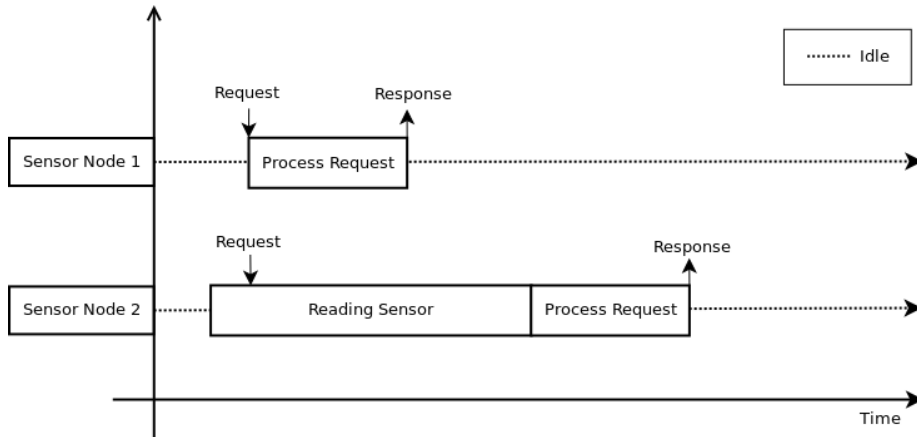 Idle
Request
Response
Sensor Node 1
Process Request
Request
Response
Sensor Node 2
Reading Sensor
Process Request
Time